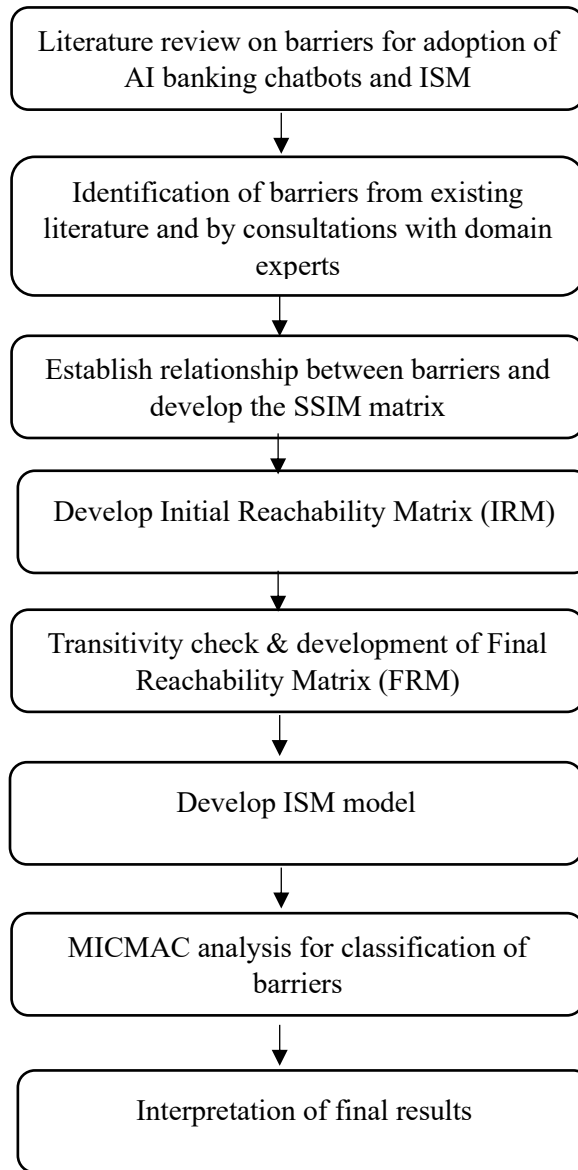 Literature review on barriers for adoption of
AI banking chatbots and ISM
Identification of barriers from existing
literature and by consultations with domain
experts
Establish relationship between barriers and
develop the SSIM matrix
Develop Initial Reachability Matrix (IRM)
Transitivity check & development of Final
Reachability Matrix (FRM)
Develop ISM model
MICMAC analysis for classification of
barriers
Interpretation of final results